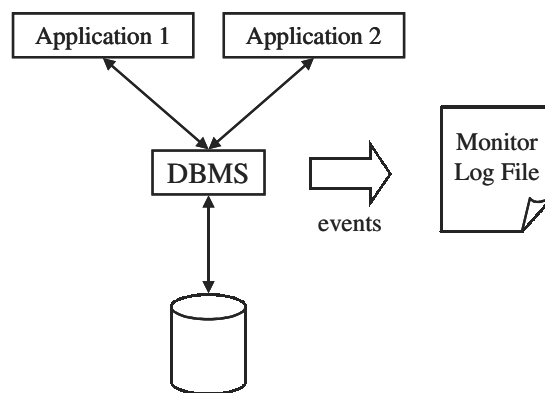 Application 1
Application 2
DBMS
events
Monitor
Log File